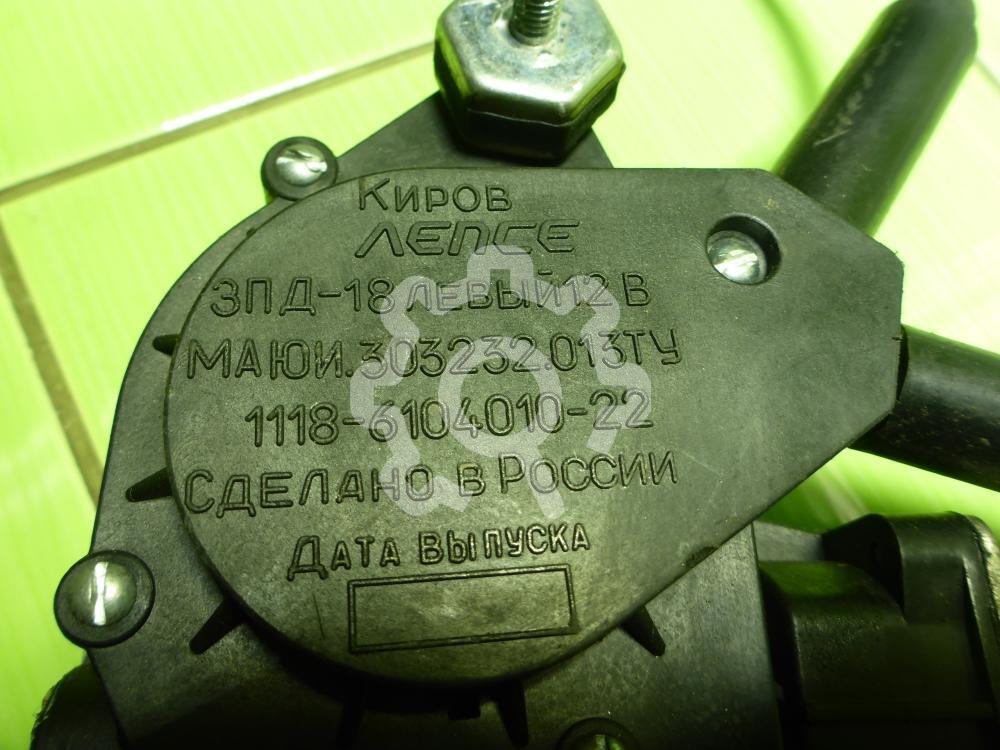 Киров
ЛЕПСЕ
ЗПД-18 ЛЕВЫЙ 12 В
МАЮИ.303232.013ТУ
1118-6104010-22
СДЕЛАНО В РОССИИ
ДАТА ВЫПУСКА